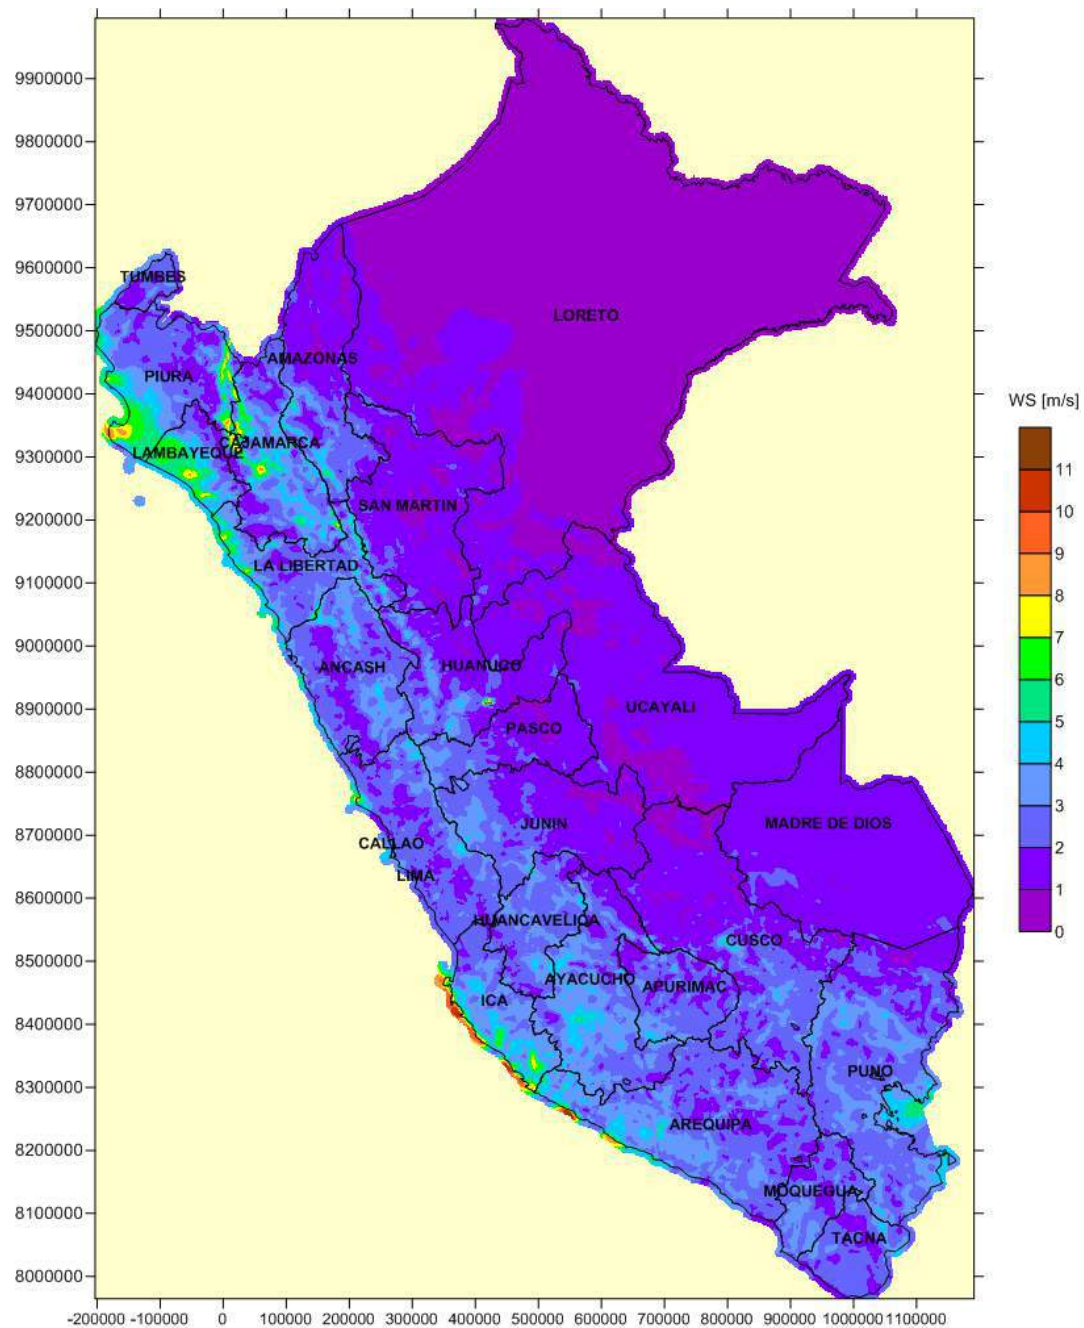 9900000
9800000
9700000
9600000
9500000
9400000
9300000
9200000
9100000
9000000
8900000
8800000
8700000
8600000
8500000
8400000
8300000
8200000
8100000
8000000
TUMBES
LORETO
AMAZONAS
PIURA
CAJAMARCA
LAMBAYEQUE
SAN MARTIN
LA LIBERTAD
ANCASH
HUANUCO
UCAYALI
PASCO
JUNIN
MADRE DE DIOS
CALLAO
LIMA
HUANCAVELICA
CUSCO
AYACUCHO
APURIMAC
ICA
PUNO
AREQUIPA
MOQUEGUA
TACNA
-200000 -100000 0 100000 200000 300000 400000 500000 600000 700000 800000 900000 1000000 1100000
WS [m/s]
11
10
9
8
7
6
5
4
3
2
1
0